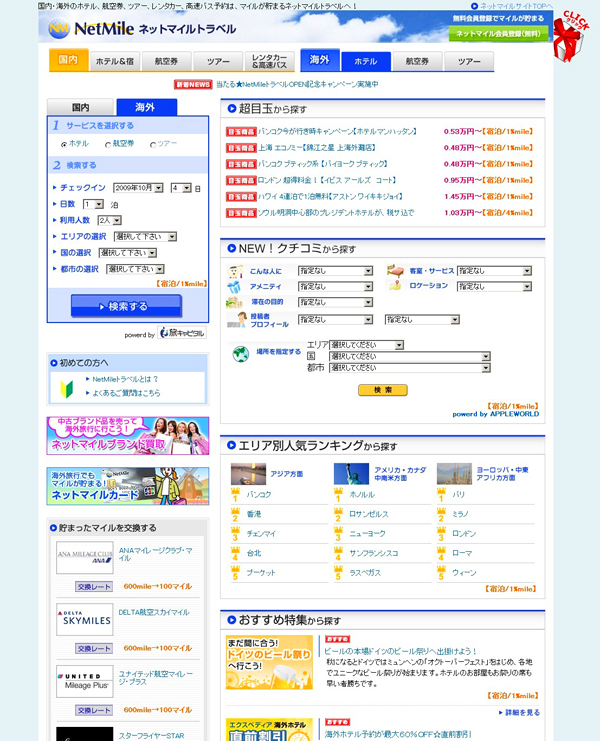 国内・海外のホテル、航空券、ツアー、レンタカー、高速バス予約は、マイルが貯まるネットマイルトラベルへ！
ネットマイルサイトTOPへ
NetMile ネットマイルトラベル
無料会員登録でマイルが貯まる
ネットマイル会員登録(無料)
CLICK
クリック
国内
ホテル&宿
航空券
ツアー
レンタカー
&高速バス
海外
ホテル
航空券
ツアー
新着NEWS 当たる★NetMileトラベルOPEN記念キャンペーン実施中
国内
海外
1 サービスを選択する
ホテル 航空券 ツアー
2 検索する
チェックイン 2009年10月 4 日
日数 1 泊
利用人数 2人
エリアの選択 選択して下さい
国の選択 選択して下さい
都市の選択 選択して下さい
【宿泊/1%mile】
検索する
powerd by 旅キャピタル
初めての方へ
NetMileトラベルとは？
よくあるご質問はこちら
中古ブランド品を売って
海外旅行に行こう！
ネットマイルブランド買取
海外旅行でも
マイルが貯まる！
ネットマイルカード
NetMile
貯まったマイルを交換する
ANA MILEAGE CLUB
ANA
ANAマイレージクラブ・マイル
交換レート 600mile→100マイル
DELTA
SKYMILES
DELTA航空スカイマイル
交換レート 600mile→100マイル
UNITED
Mileage Plus
ユナイテッド航空マイレージ・プラス
交換レート 600mile→100マイル
スターフライヤーSTAR
超目玉から探す
目玉商品 バンコク今が行き時キャンペーン【ホテルマンハッタン】 0.53万円～【宿泊/1%mile】
目玉商品 上海 エコノミー【錦江之星 上海外灘店】 0.48万円～【宿泊/1%mile】
目玉商品 バンコク ブティック系 【バイヨーク ブティック】 0.48万円～【宿泊/1%mile】
目玉商品 ロンドン 超得料金！【イビス アールズ コート】 0.95万円～【宿泊/1%mile】
目玉商品 ハワイ 4連泊で1泊無料【アストン ワイキキジョイ】 1.45万円～【宿泊/1%mile】
目玉商品 ソウル明洞中心部のプレジデントホテルが、税サ込で 1.03万円～【宿泊/4%mile】
NEW！クチコミから探す
こんな人に 指定なし
客室・サービス 指定なし
アメニティ 指定なし
ロケーション 指定なし
滞在の目的 指定なし
投稿者
プロフィール 指定なし 指定なし
場所を指定する
エリア 選択してください
国 選択してください
都市 選択してください
検索
【宿泊/1%mile】
powered by APPLEWORLD
エリア別人気ランキングから探す
アジア方面
1 バンコク
2 香港
3 チェンマイ
4 台北
5 プーケット
アメリカ・カナダ
中南米方面
1 ホノルル
2 ロサンゼルス
3 ニューヨーク
4 サンフランシスコ
5 ラスベガス
ヨーロッパ・中東
アフリカ方面
1 パリ
2 ミラノ
3 ロンドン
4 ローマ
5 ウィーン
【宿泊/1%mile】
おすすめ特集から探す
まだ間に合う！
ドイツのビール祭り
へ行こう！
おすすめ
ビールの本場ドイツのビール祭りへ出掛けよう！
秋になるとドイツではミュンヘンの「オクトーバーフェスト」をはじめ、各地
でユニークなビール祭りが始まります。ホテルのお部屋もお祭りの席も
早い者勝ちです。
【宿泊/1%mile】
詳細を見る
エクスペディア 海外ホテル
直前割引
おすすめ
海外ホテル予約が最大60%OFF☆直前割引